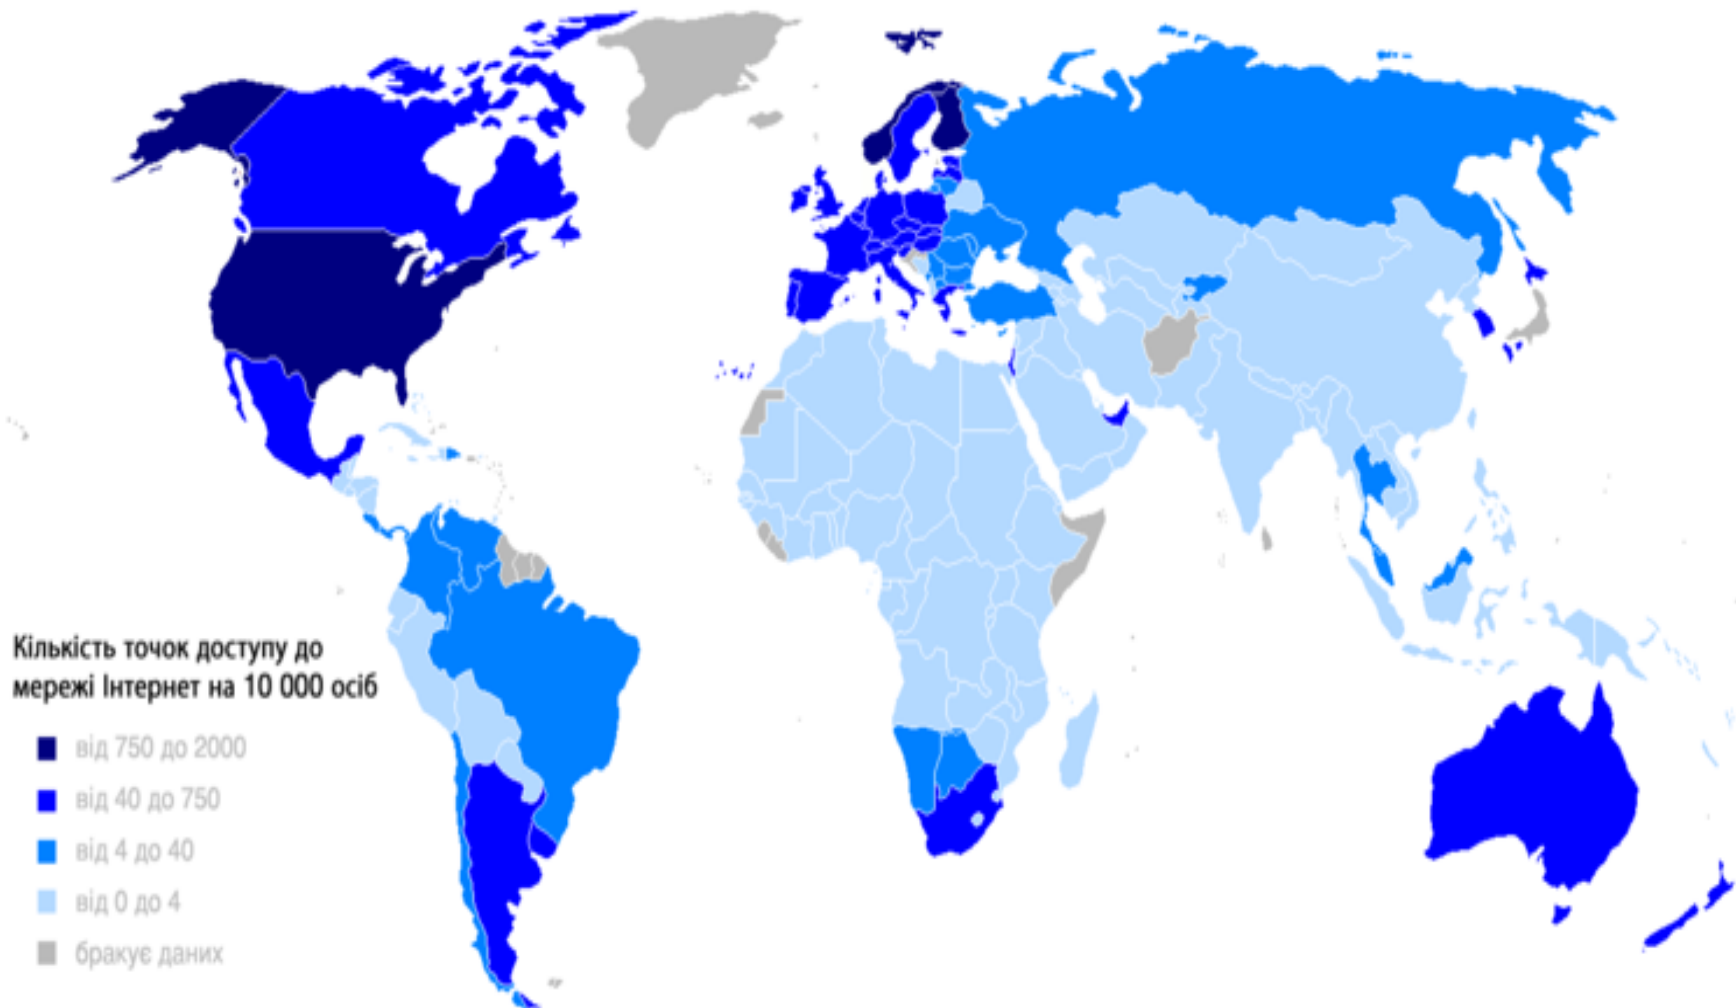 Кількість точок доступу до
мережі Інтернет на 10 000 осіб
від 750 до 2000
від 40 до 750
від 4 до 40
від 0 до 4
бракує даних